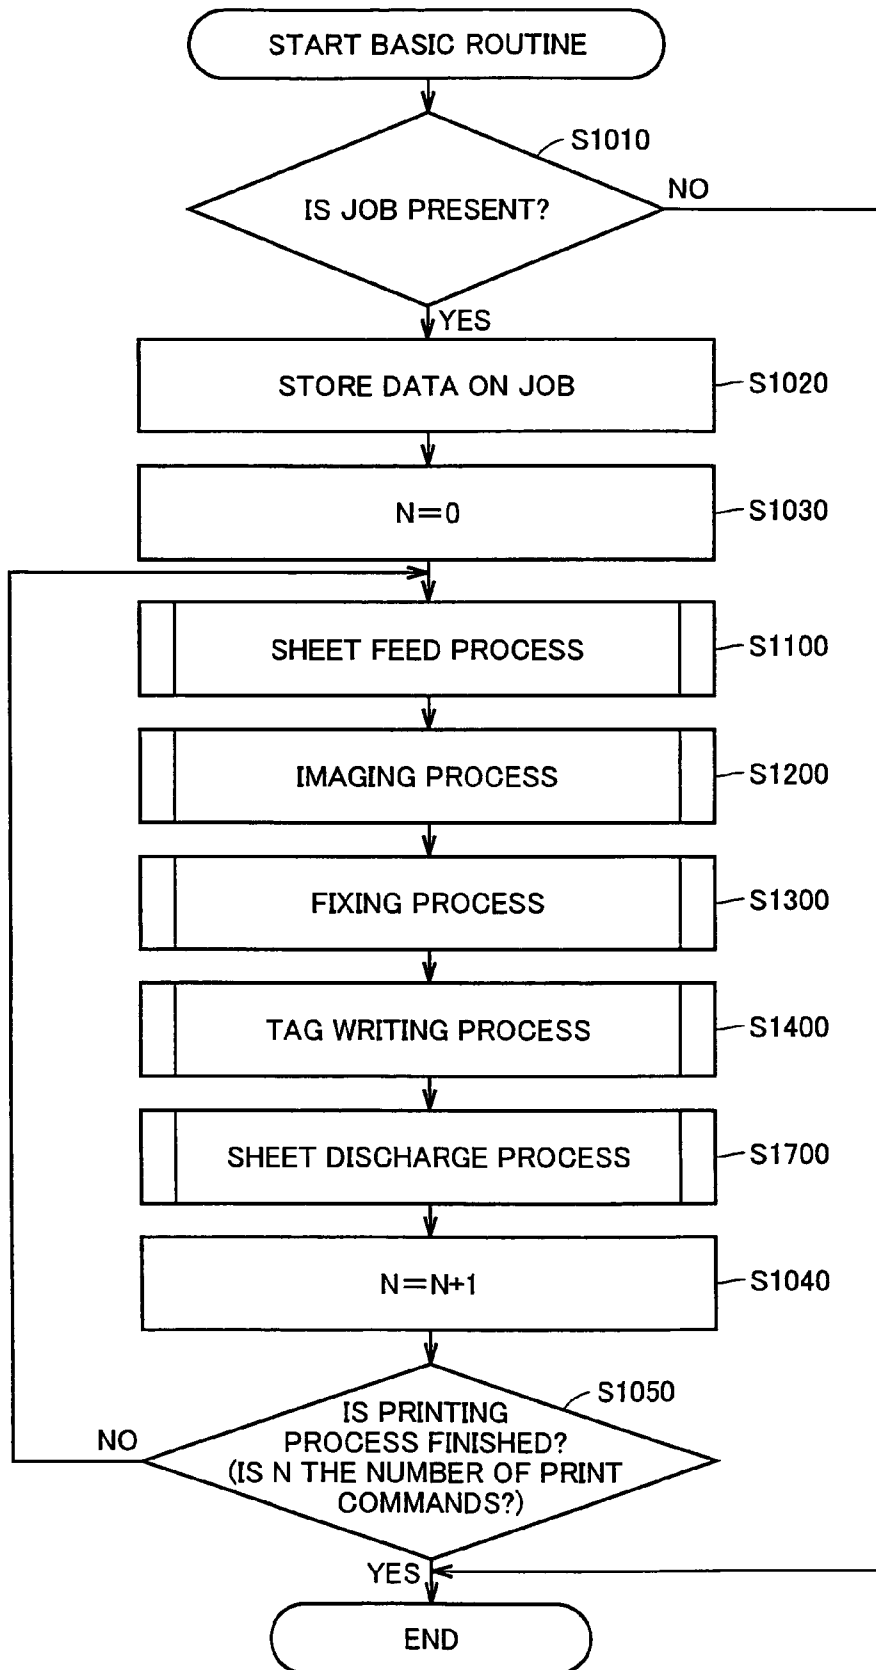 START BASIC ROUTINE
S1010
IS JOB PRESENT?
NO
YES
STORE DATA ON JOB
S1020
N=0
S1030
SHEET FEED PROCESS
S1100
IMAGING PROCESS
S1200
FIXING PROCESS
S1300
TAG WRITING PROCESS
S1400
SHEET DISCHARGE PROCESS
S1700
N=N+1
S1040
S1050
IS PRINTING
PROCESS FINISHED?
(IS N THE NUMBER OF PRINT
COMMANDS?)
NO
YES
END